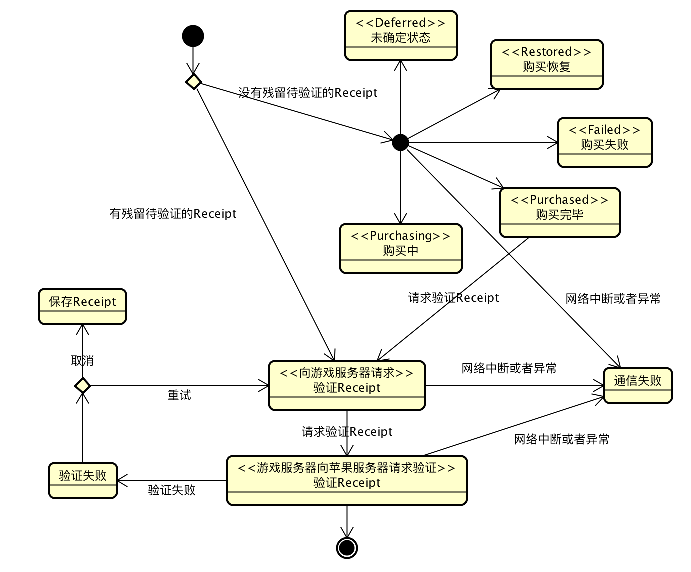 <<Deferred>>
未确定状态
<<Restored>>
购买恢复
没有残留待验证的Receipt
<<Failed>>
购买失败
<<Purchased>>
购买完毕
有残留待验证的Receipt
<<Purchasing>>
购买中
请求验证Receipt
网络中断或者异常
保存Receipt
取消
<<向游戏服务器请求>>
验证Receipt
网络中断或者异常
通信失败
重试
请求验证Receipt
网络中断或者异常
<<游戏服务器向苹果服务器请求验证>>
验证Receipt
验证失败
验证失败